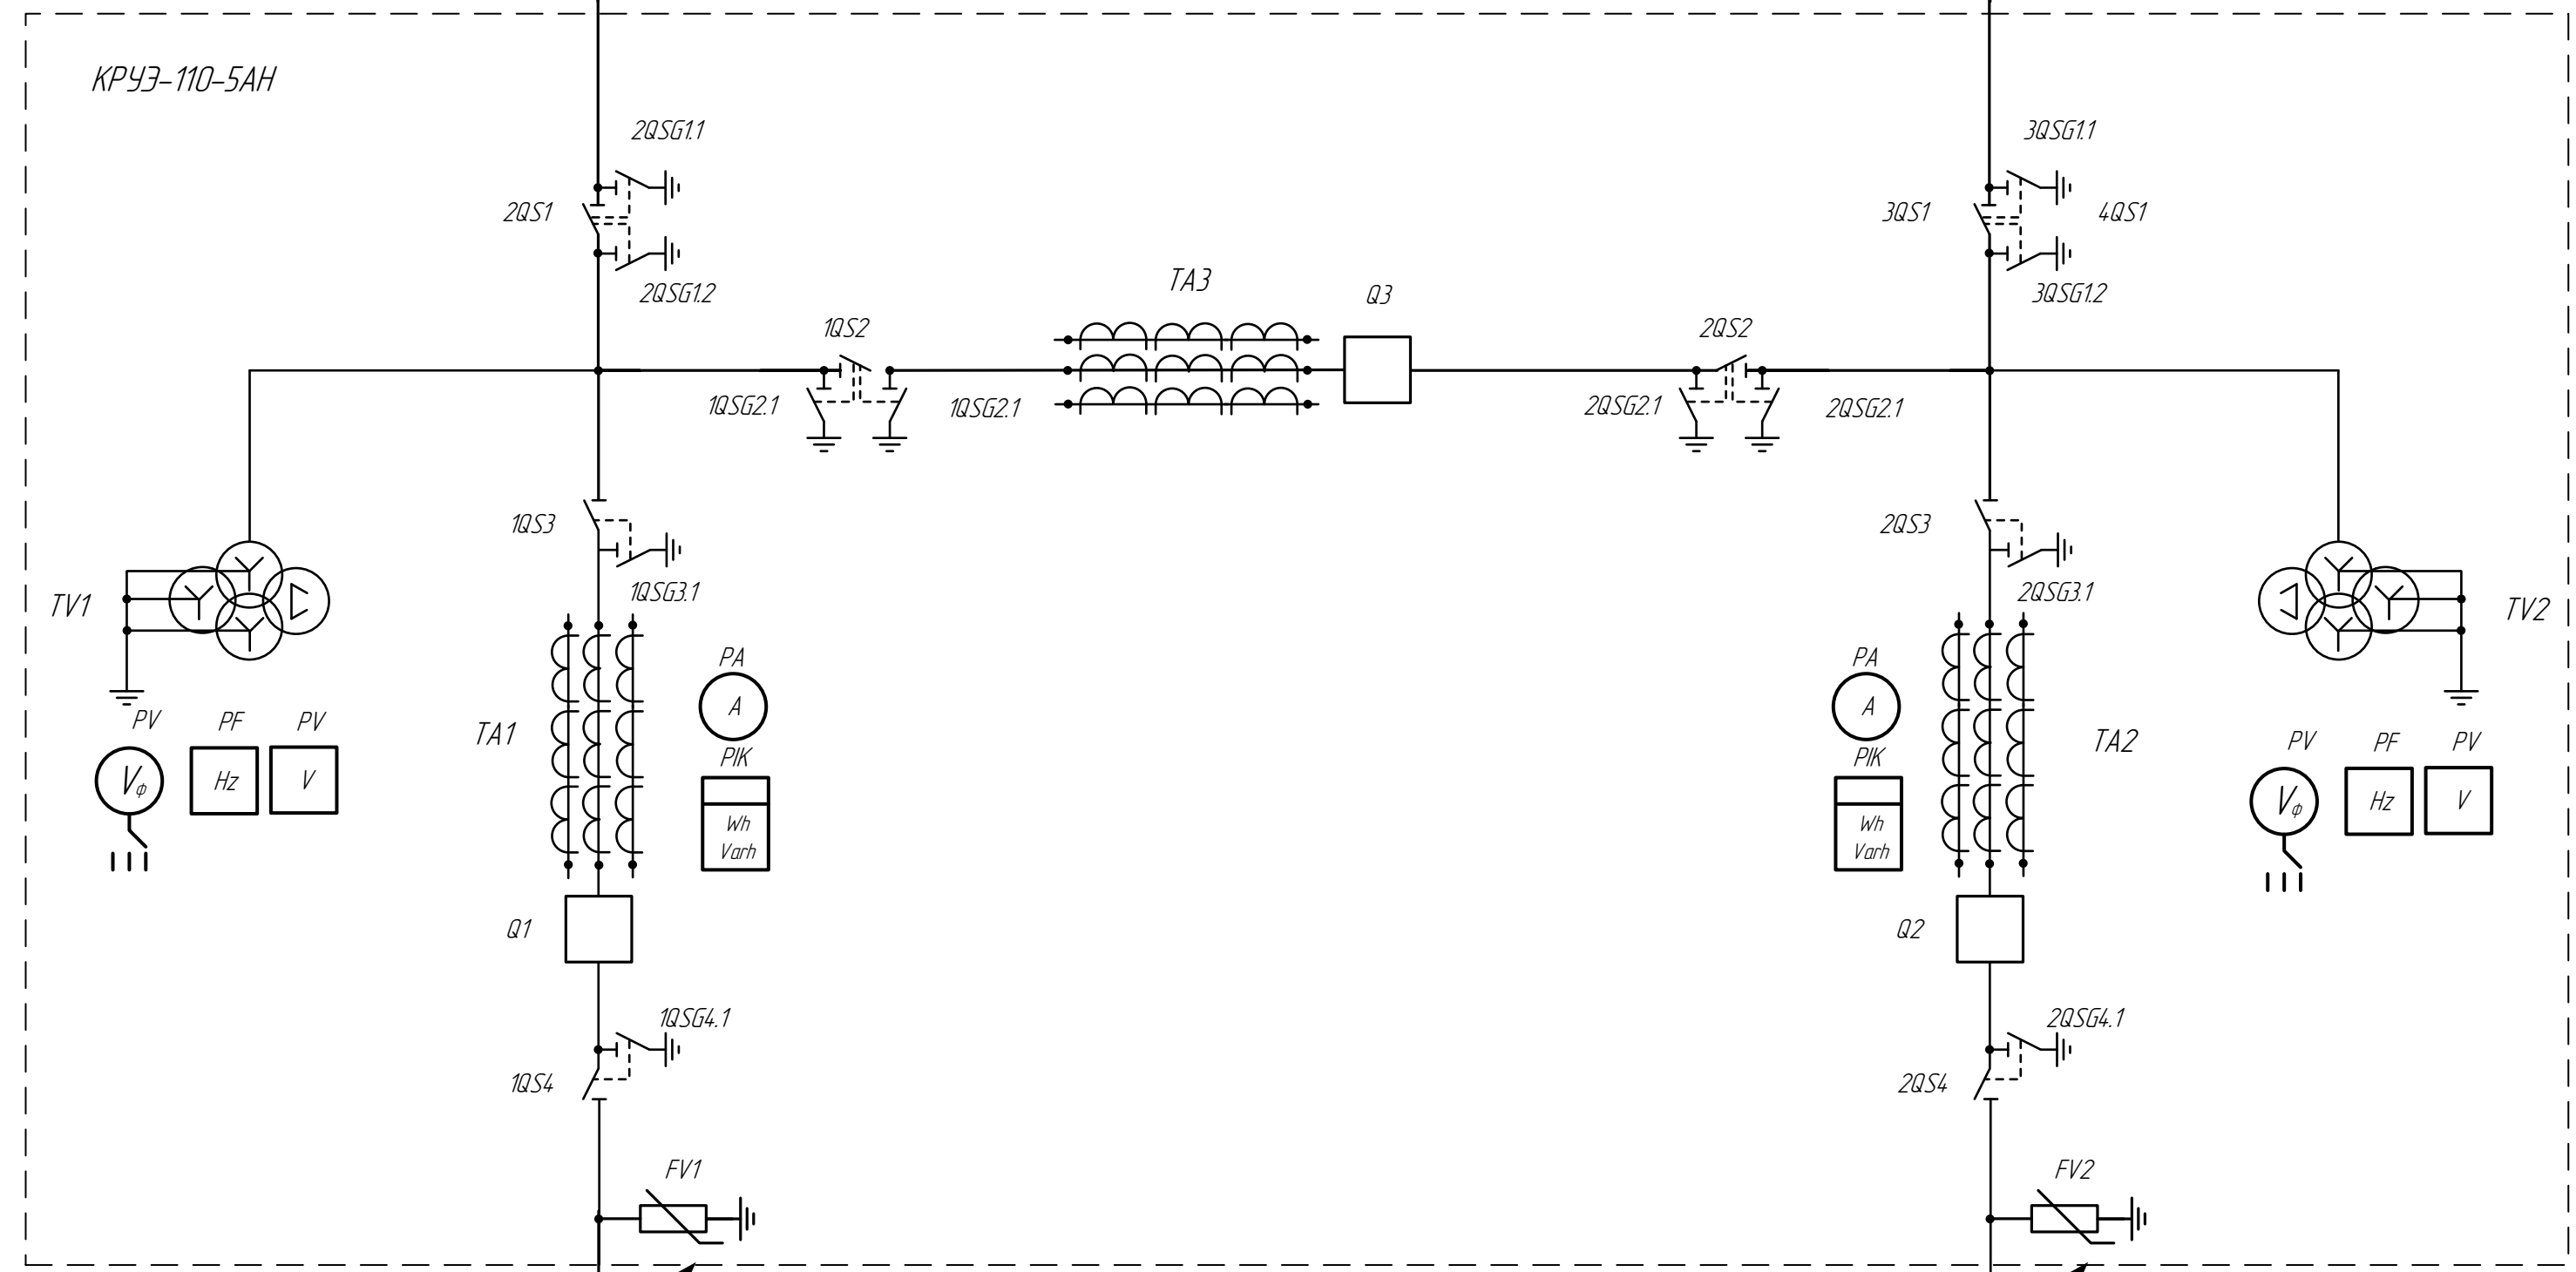 КРУЭ-110-5АН
2QSG1.1
3QSG1.1
2QS1
3QS1
4QS1
2QSG1.2
3QSG1.2
TA3
Q3
1QS2
2QS2
1QSG2.1
1QSG2.1
2QSG2.1
2QSG2.1
1QS3
2QS3
1QSG3.1
2QSG3.1
TV1
TV2
PA
PA
A
A
PV
PF
PV
TA1
PIK
PIK
TA2
PV
PF
PV
Vф
Hz
V
Wh
Varh
Wh
Varh
Vф
Hz
V
Q1
Q2
1QSG4.1
2QSG4.1
1QS4
2QS4
FV1
FV2